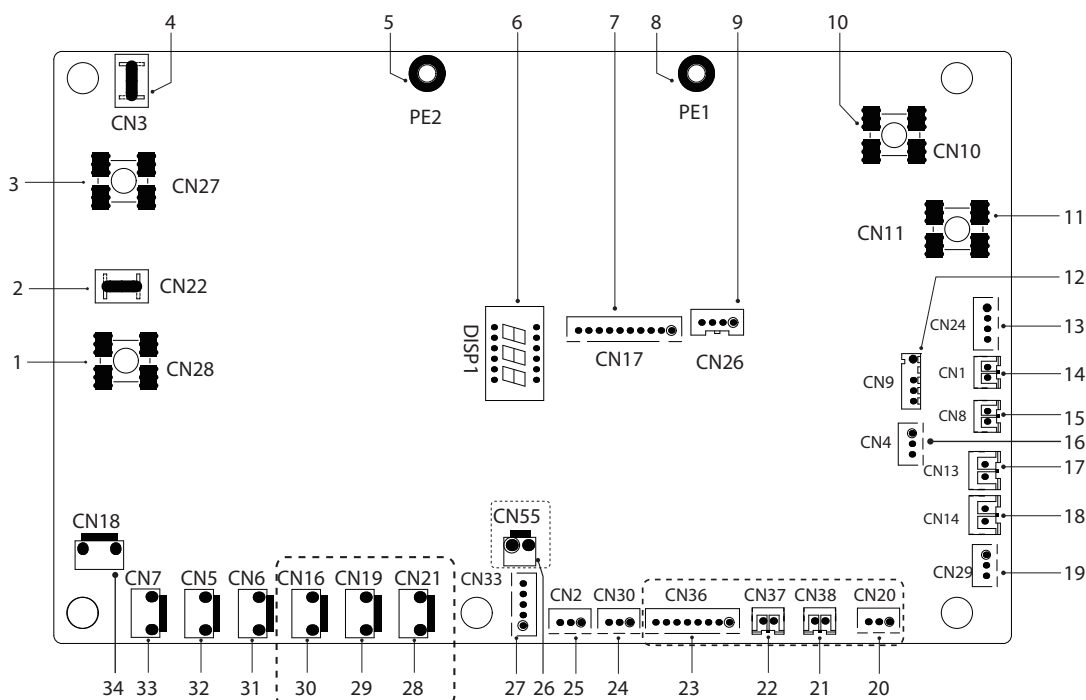 4 5 6 7 8 9 10
CN3 PE2 PE1
CN10
3 CN27
CN11 11
12
2 CN22
CN24 13
DISP1
CN17 CN26
1 CN28
CN9 CN1 14
CN8 15
CN4 16
CN13 17
CN14 18
CN18 CN55
CN29 19
CN7 CN5 CN6 CN16 CN19 CN21 CN33
CN2 CN30 CN36 CN37 CN38 CN20
34 33 32 31 30 29 28 27 26 25 24 23 22 21 20